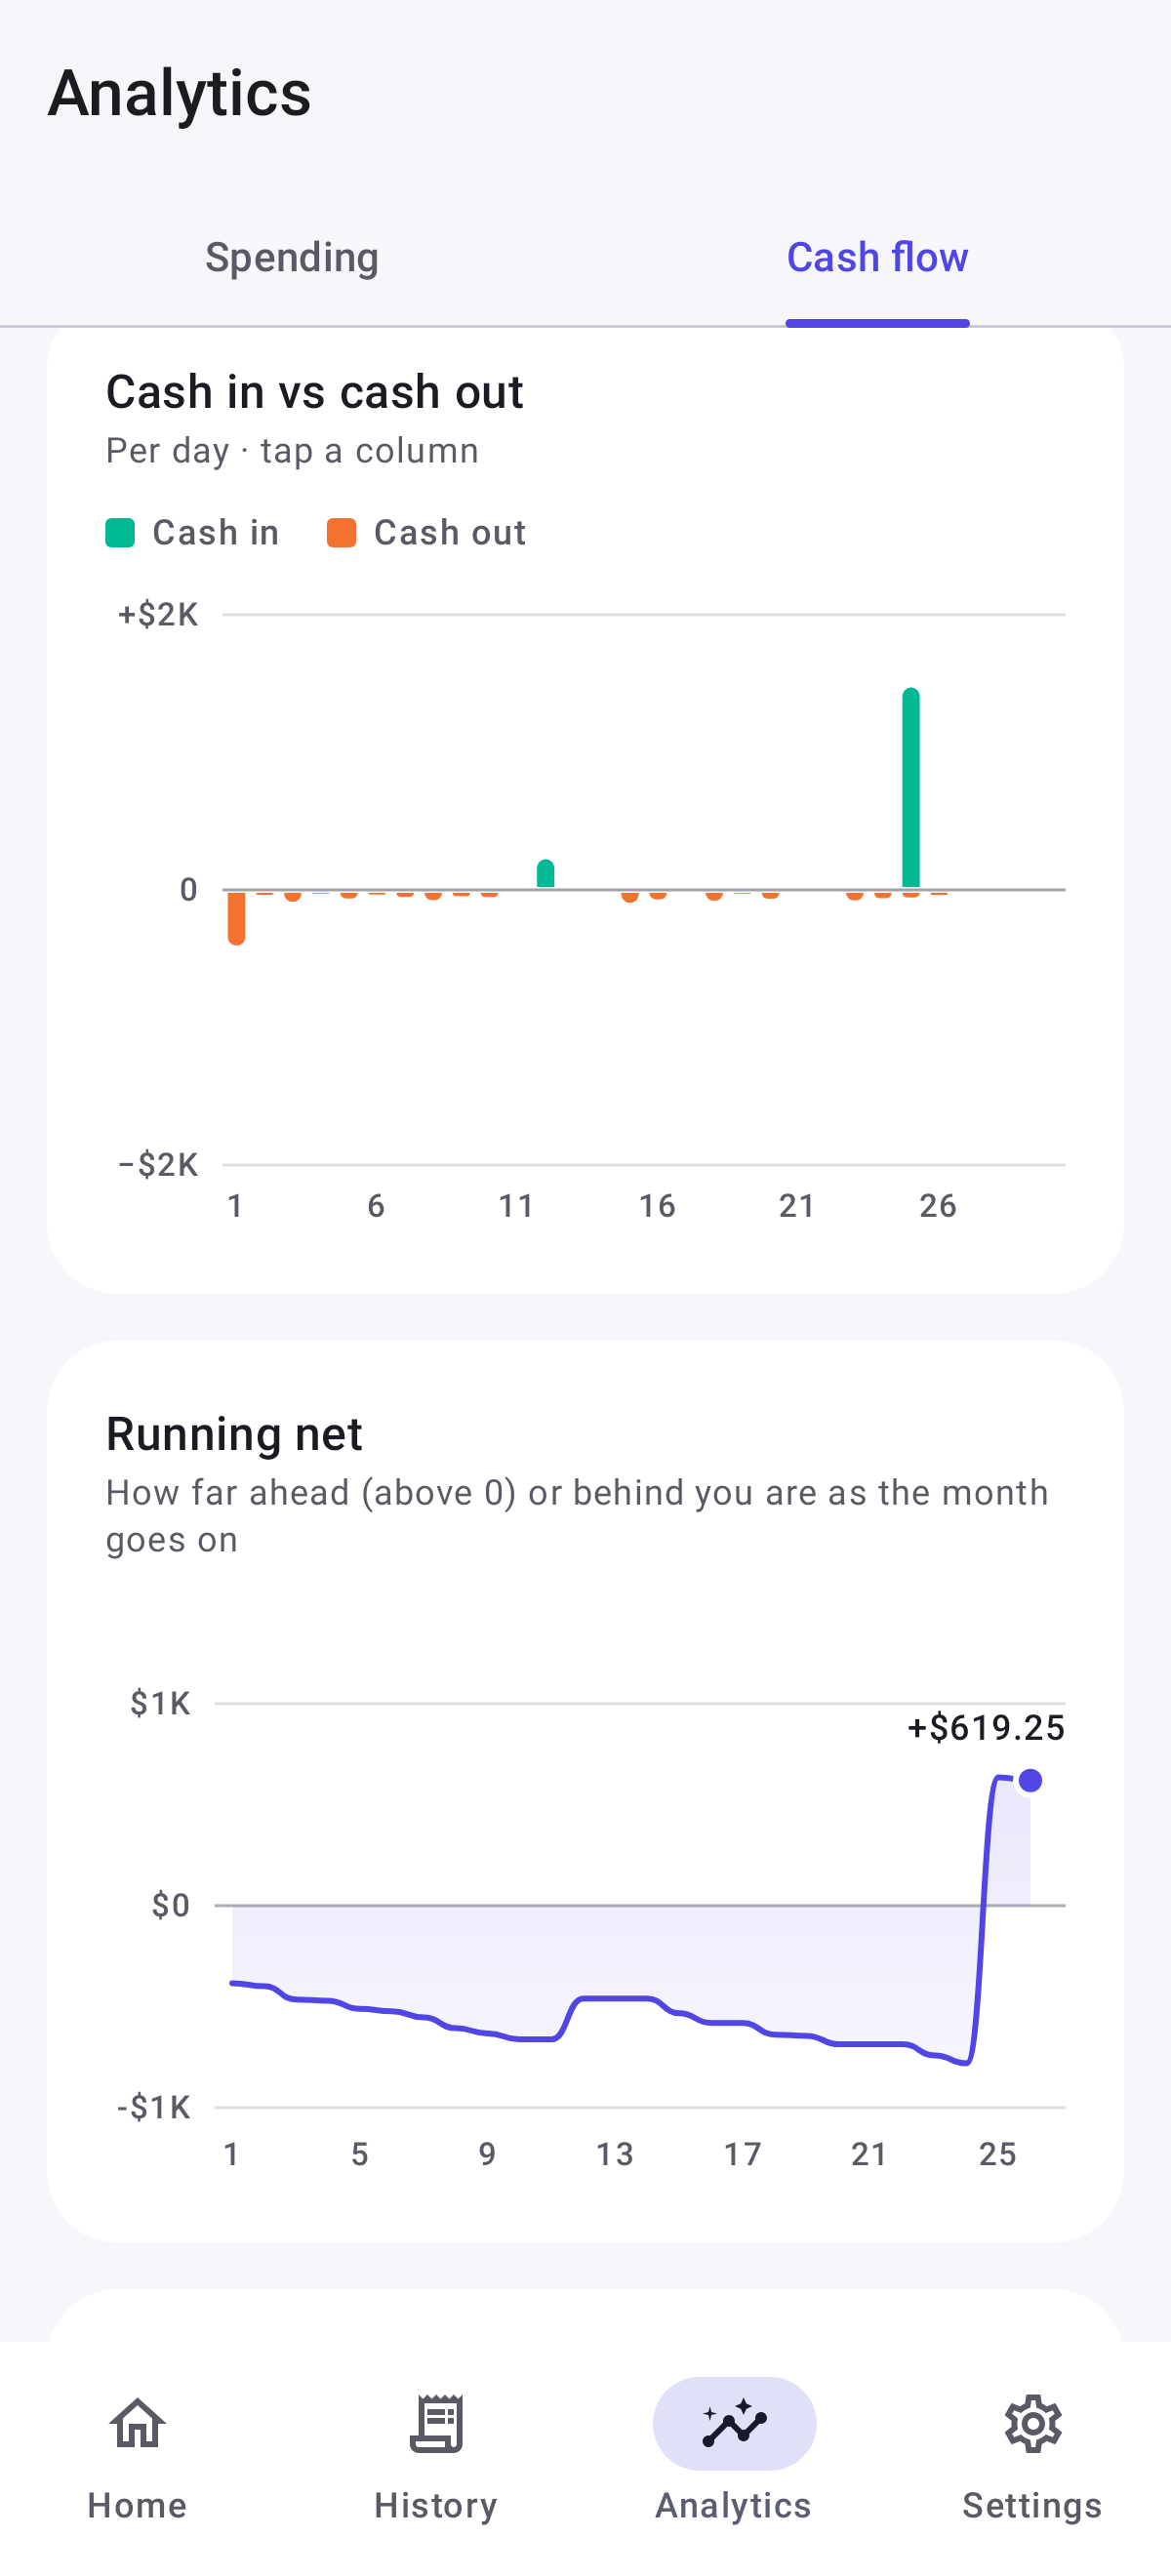 Analytics
Spending
Cash flow
Cash in vs cash out
Per day · tap a column
Cash in
Cash out
+$2K
0
−$2K
1 6 11 16 21 26
Running net
How far ahead (above 0) or behind you are as the month
goes on
$1K
+$619.25
$0
-$1K
1 5 9 13 17 21 25
Home
History
Analytics
Settings